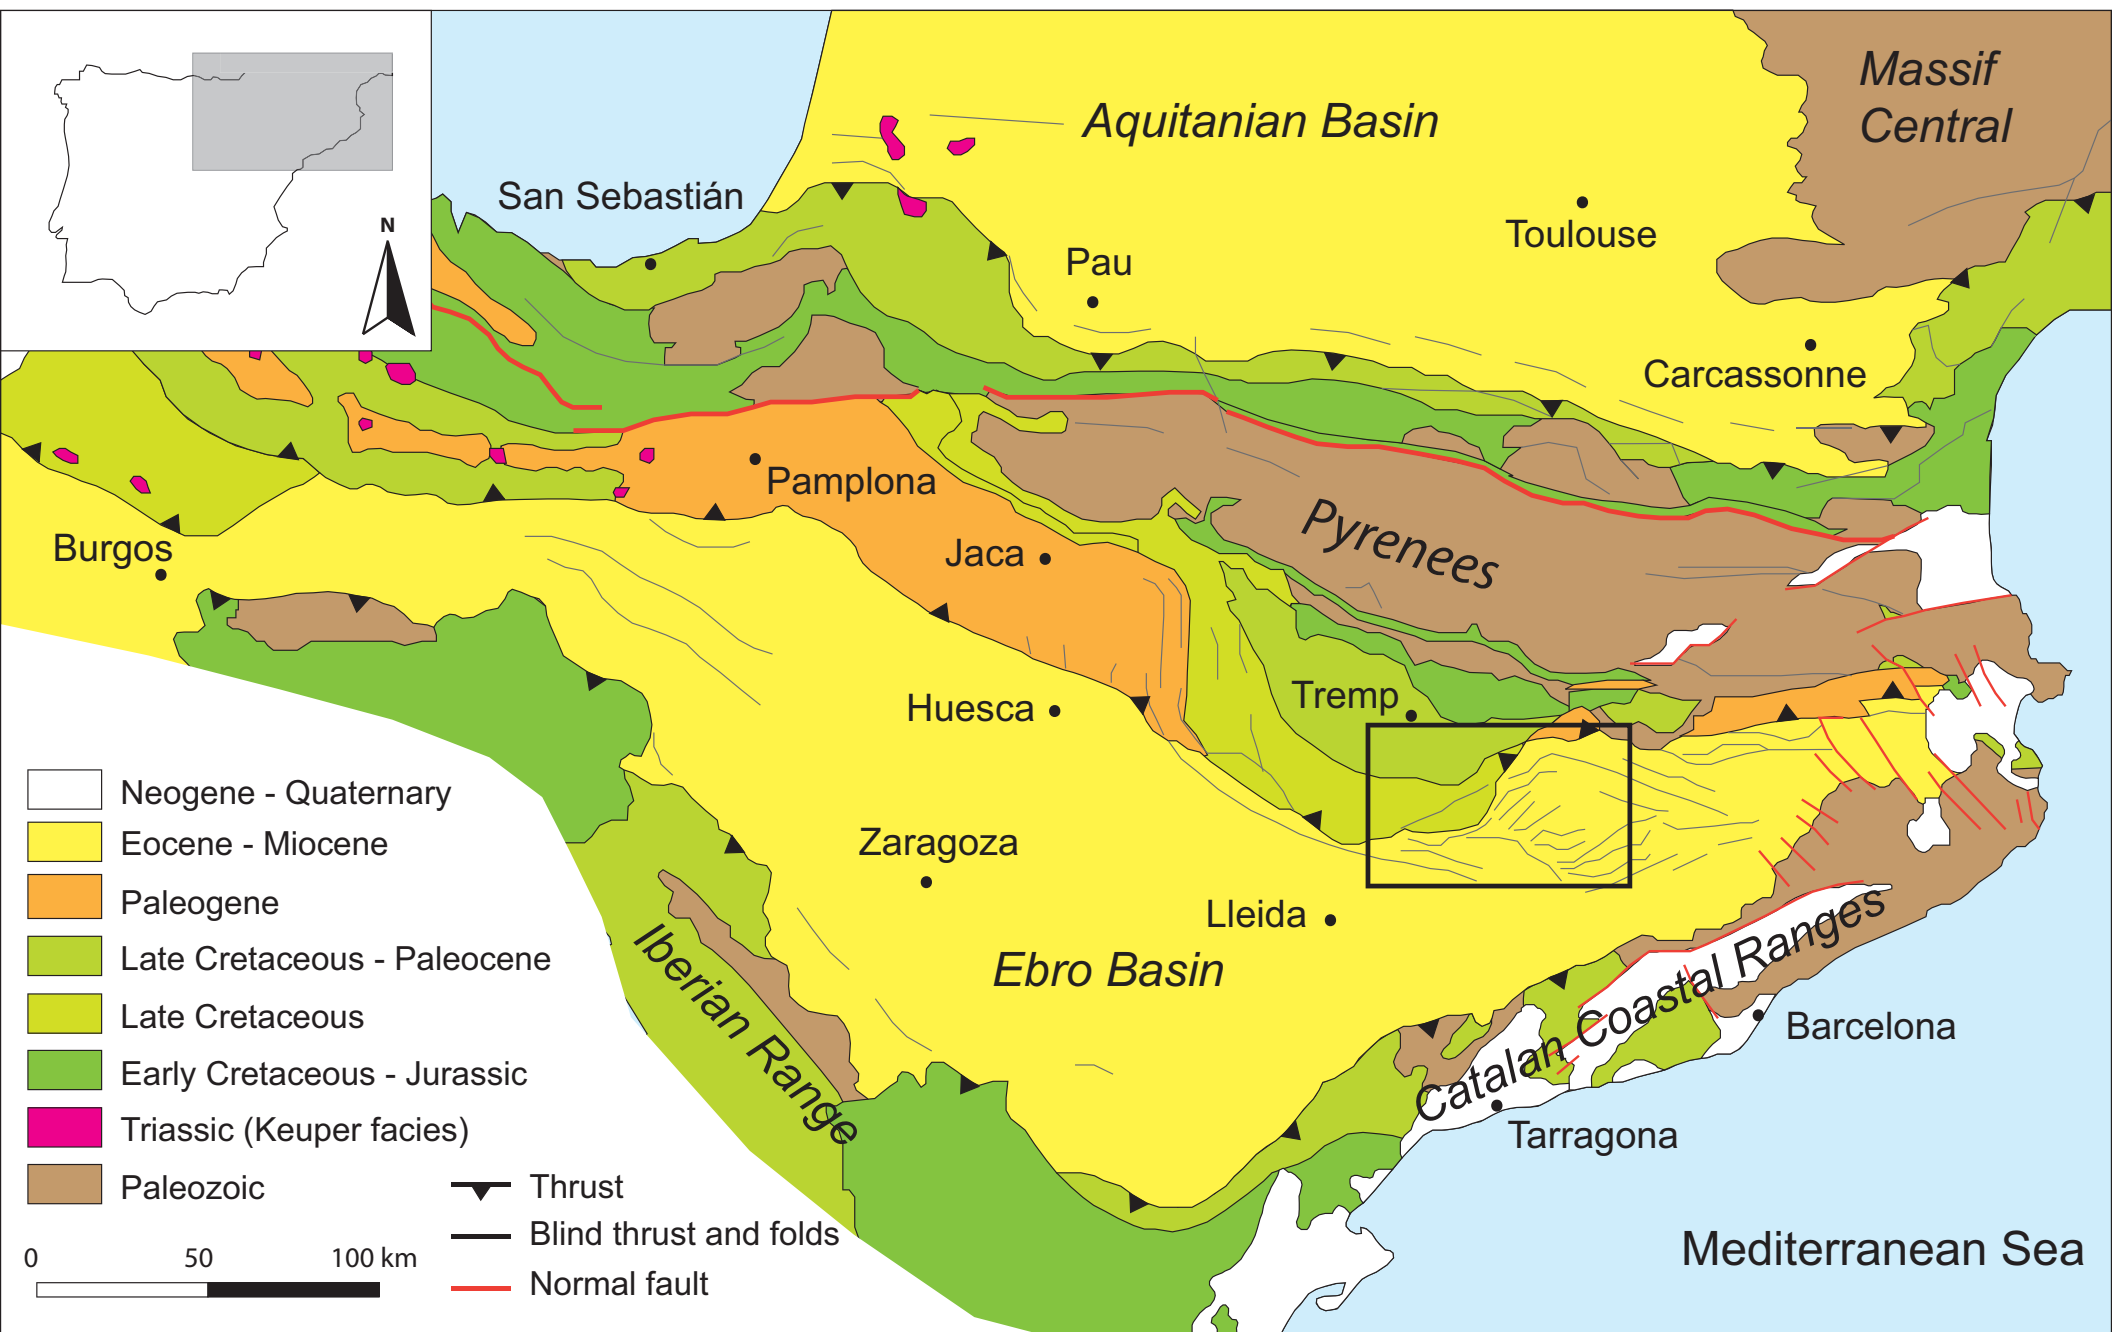 N
Massif
Central
Aquitanian Basin
San Sebastián
Toulouse
Pau
Carcassonne
Pamplona
Pyrenees
Burgos
Jaca
Tremp
Huesca
Zaragoza
Lleida
Ebro Basin
Iberian Range
Catalan Coastal Ranges
Barcelona
Tarragona
Mediterranean Sea
Neogene - Quaternary
Eocene - Miocene
Paleogene
Late Cretaceous - Paleocene
Late Cretaceous
Early Cretaceous - Jurassic
Triassic (Keuper facies)
Paleozoic
Thrust
Blind thrust and folds
Normal fault
0 50 100 km